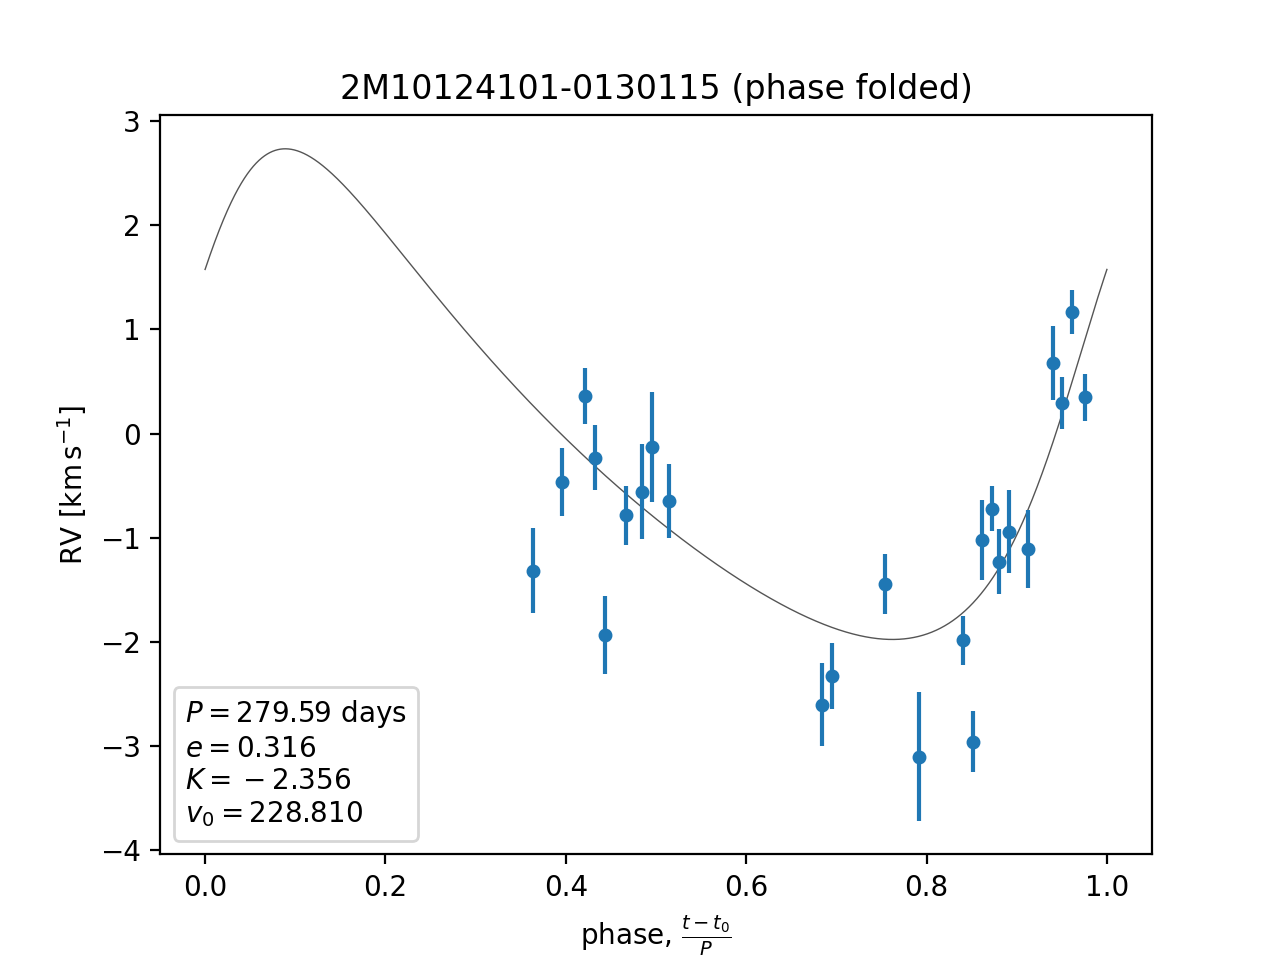 2M10124101-0130115 (phase folded)
RV [km s⁻¹]
3
2
1
0
−1
−2
−3
−4
P = 279.59 days
e = 0.316
K = −2.356
v₀ = 228.810
0.0 0.2 0.4 0.6 0.8 1.0
phase, (t − t₀)/P